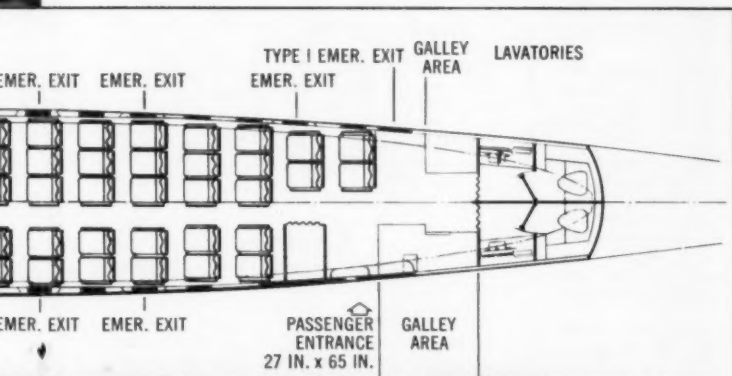 TYPE I EMER. EXIT
GALLEY
AREA
LAVATORIES
EMER. EXIT
EMER. EXIT
EMER. EXIT
EMER. EXIT
EMER. EXIT
PASSENGER
ENTRANCE
27 IN. x 65 IN.
GALLEY
AREA